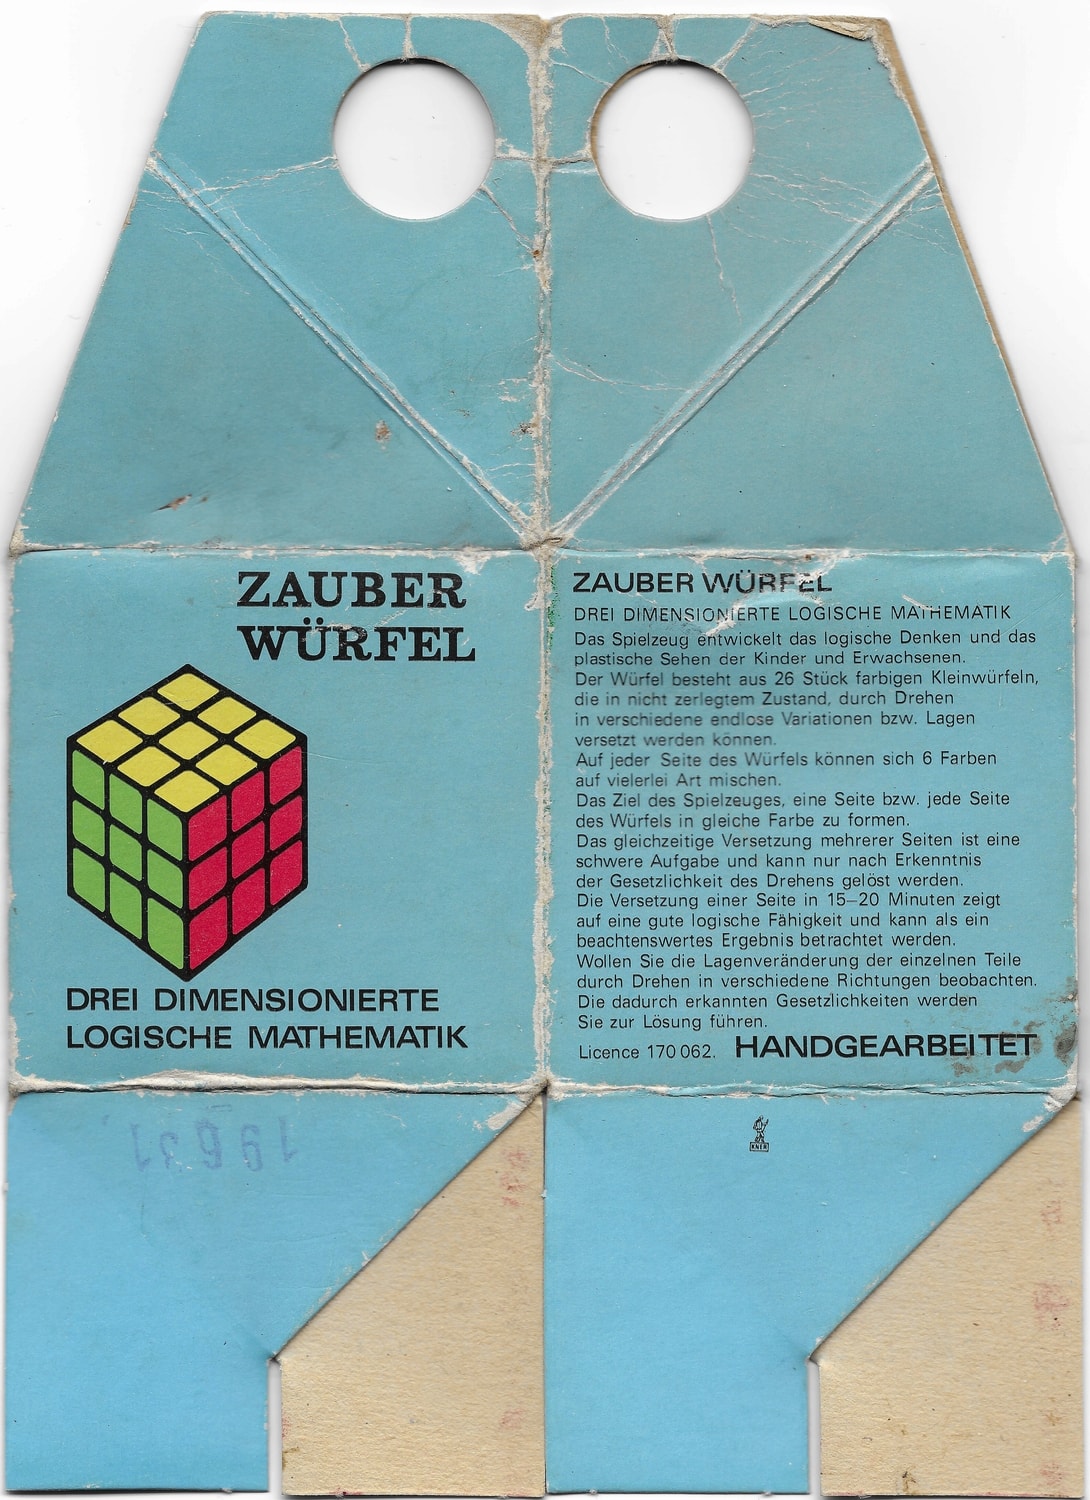 ZAUBER
WÜRFEL
DREI DIMENSIONIERTE
LOGISCHE MATHEMATIK
19631
ZAUBER WÜRFEL
DREI DIMENSIONIERTE LOGISCHE MATHEMATIK
Das Spielzeug entwickelt das logische Denken und das
plastische Sehen der Kinder und Erwachsenen.
Der Würfel besteht aus 26 Stück farbigen Kleinwürfeln,
die in nicht zerlegtem Zustand, durch Drehen
in verschiedene endlose Variationen bzw. Lagen
versetzt werden können.
Auf jeder Seite des Würfels können sich 6 Farben
auf vielerlei Art mischen.
Das Ziel des Spielzeuges, eine Seite bzw. jede Seite
des Würfels in gleiche Farbe zu formen.
Das gleichzeitige Versetzung mehrerer Seiten ist eine
schwere Aufgabe und kann nur nach Erkenntnis
der Gesetzlichkeit des Drehens gelöst werden.
Die Versetzung einer Seite in 15–20 Minuten zeigt
auf eine gute logische Fähigkeit und kann als ein
beachtenswertes Ergebnis betrachtet werden.
Wollen Sie die Lagenveränderung der einzelnen Teile
durch Drehen in verschiedene Richtungen beobachten.
Die dadurch erkannten Gesetzlichkeiten werden
Sie zur Lösung führen.
Licence 170 062. HANDGEARBEITET
KNER